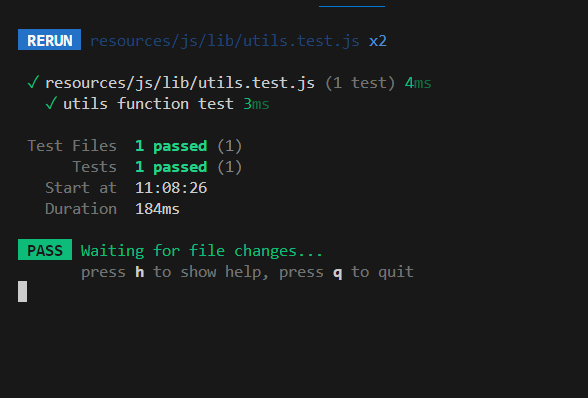 RERUN resources/js/lib/utils.test.js x2
✓ resources/js/lib/utils.test.js (1 test) 4ms
✓ utils function test 3ms
Test Files 1 passed (1)
Tests 1 passed (1)
Start at 11:08:26
Duration 184ms
PASS Waiting for file changes...
press h to show help, press q to quit